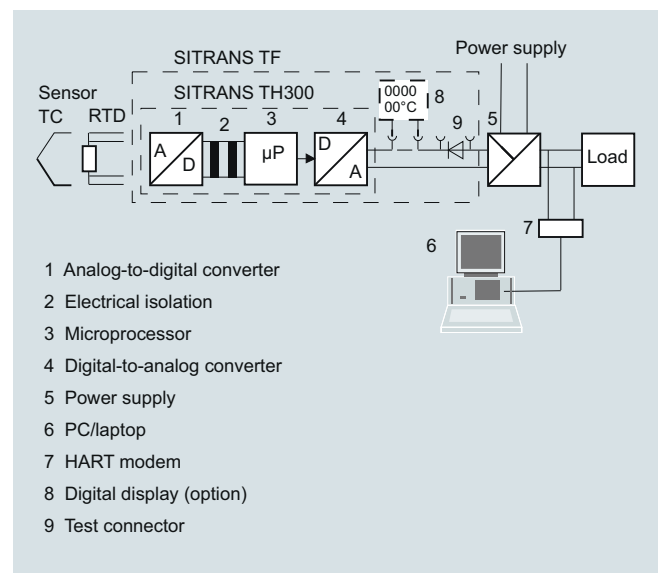 SITRANS TF
Power supply
Sensor
SITRANS TH300
0000
00°C
8
TC
RTD
1
2
3
4
9
5
A
D
µP
D
A
Load
7
6
1 Analog-to-digital converter
2 Electrical isolation
3 Microprocessor
4 Digital-to-analog converter
5 Power supply
6 PC/laptop
7 HART modem
8 Digital display (option)
9 Test connector